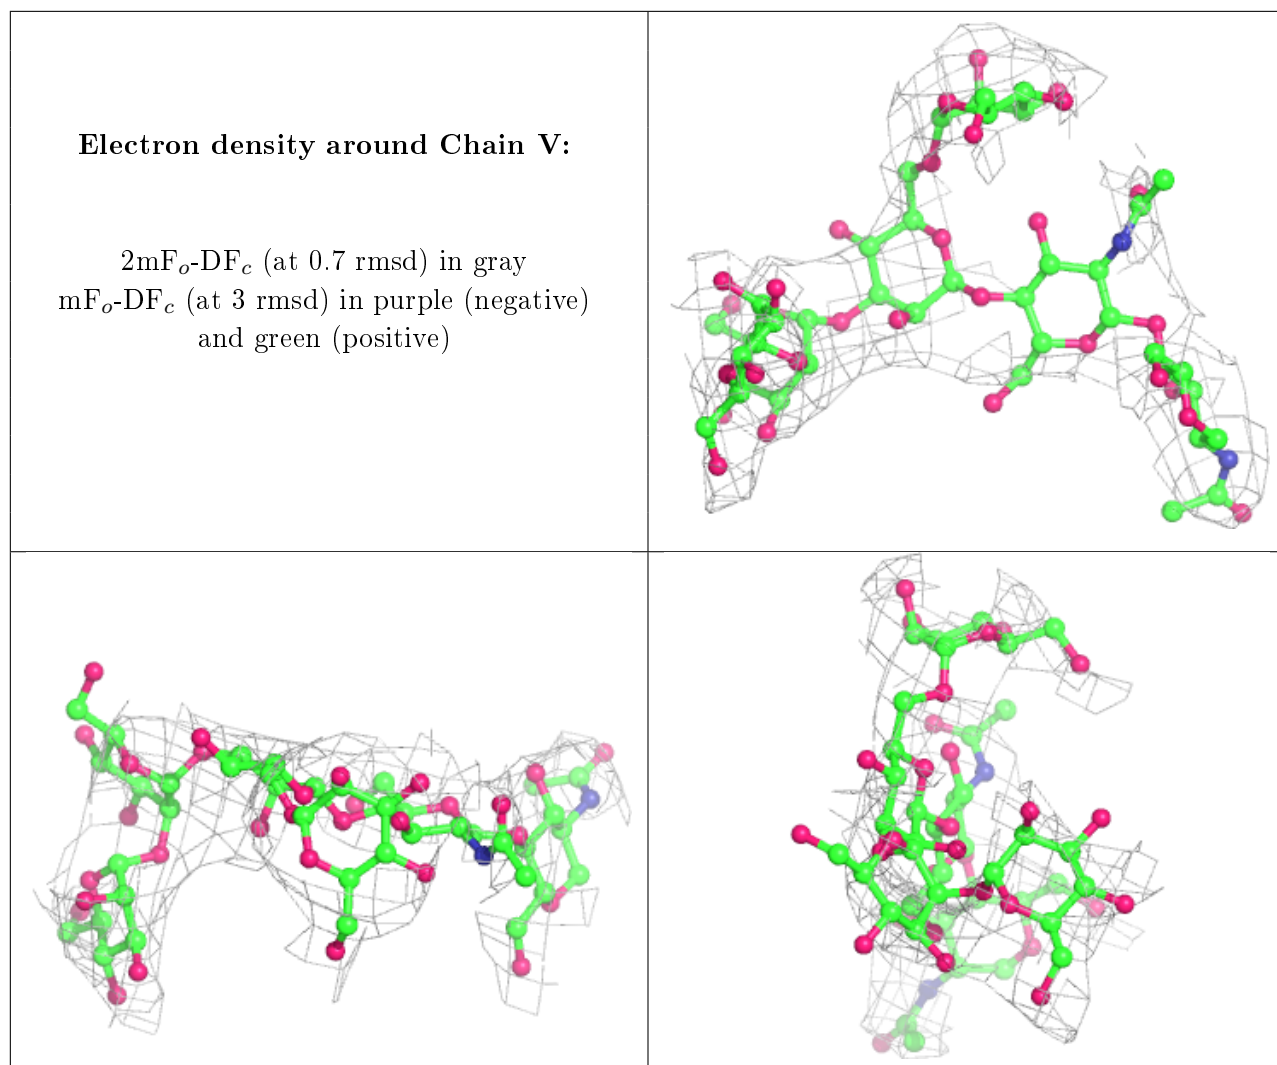 Electron density around Chain V:
2mFₒ-DF𝒸 (at 0.7 rmsd) in gray
mFₒ-DF𝒸 (at 3 rmsd) in purple (negative)
and green (positive)